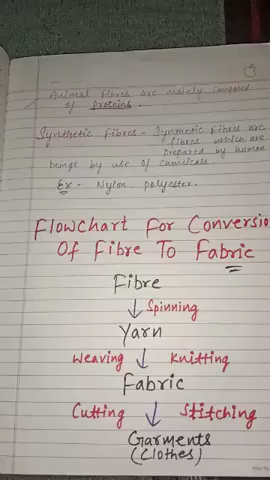 Animal Fibres are mainly consists
of Proteins.
Synthetic Fibres - Synthetic Fibres are
fibres which are
prepared by human
beings by use of chemicals.
Ex - Nylon, polyester.
Flowchart For Conversion
Of Fibre To Fabric
Fibre
Spinning
Yarn
Weaving Knitting
Fabric
Cutting Stitching
Garments
(Clothes)